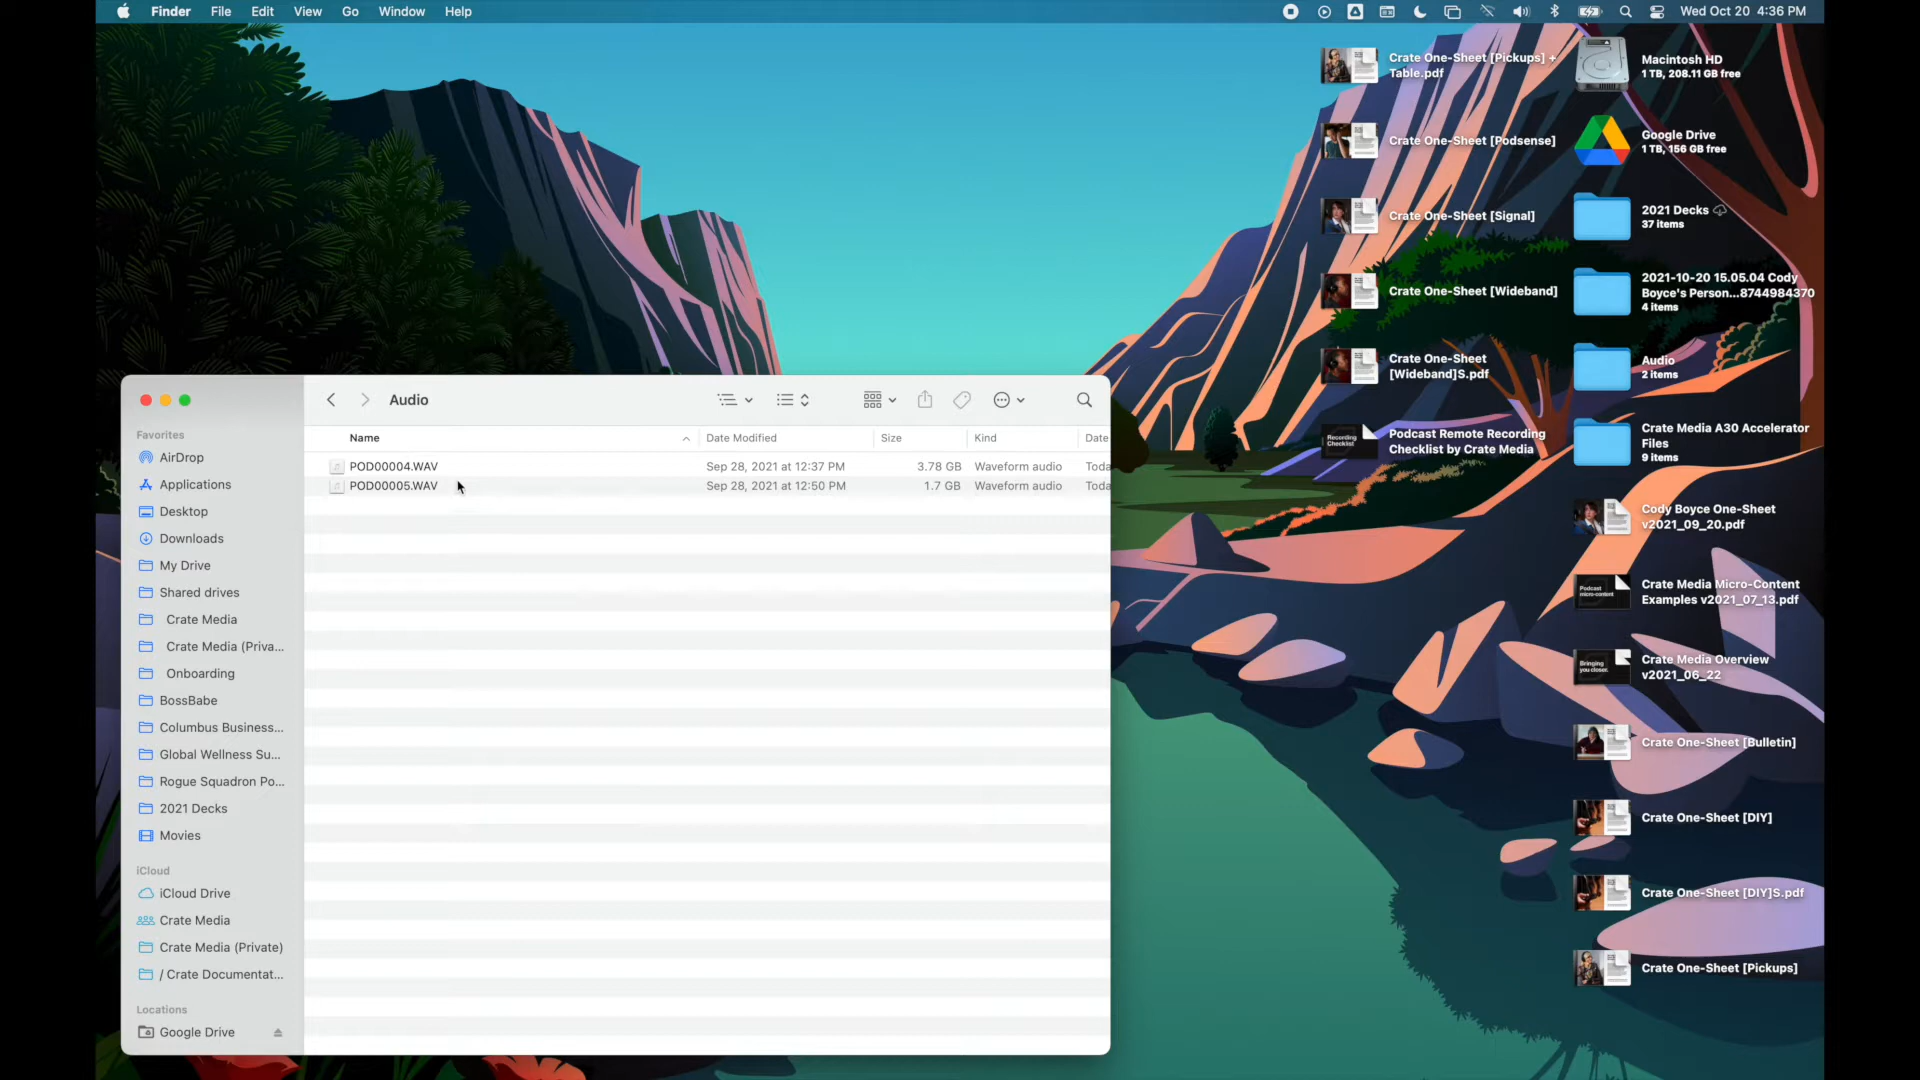 Finder File Edit View Go Window Help
Wed Oct 20 4:36 PM
Crate One-Sheet [Pickups] +
Table.pdf
Crate One-Sheet [Podsense]
Crate One-Sheet [Signal]
Crate One-Sheet [Wideband]
Crate One-Sheet
[Wideband]S.pdf
Recording
Checklist
Podcast Remote Recording
Checklist by Crate Media
Macintosh HD
1 TB, 208.11 GB free
Google Drive
1 TB, 156 GB free
2021 Decks
37 items
2021-10-20 15.05.04 Cody
Boyce's Person...8744984370
4 items
Audio
2 items
Crate Media A30 Accelerator
Files
9 items
Cody Boyce One-Sheet
v2021_09_20.pdf
Podcast
micro-content
Crate Media Micro-Content
Examples v2021_07_13.pdf
Bringing
you closer.
Crate Media Overview
v2021_06_22
Crate One-Sheet [Bulletin]
Crate One-Sheet [DIY]
Crate One-Sheet [DIY]S.pdf
Crate One-Sheet [Pickups]
Favorites
AirDrop
Applications
Desktop
Downloads
My Drive
Shared drives
Crate Media
Crate Media (Priva...
Onboarding
BossBabe
Columbus Business...
Global Wellness Su...
Rogue Squadron Po...
2021 Decks
Movies
iCloud
iCloud Drive
Crate Media
Crate Media (Private)
/ Crate Documentat...
Locations
Google Drive
Audio
Name Date Modified Size Kind Date
POD00004.WAV Sep 28, 2021 at 12:37 PM 3.78 GB Waveform audio Toda
POD00005.WAV Sep 28, 2021 at 12:50 PM 1.7 GB Waveform audio Toda